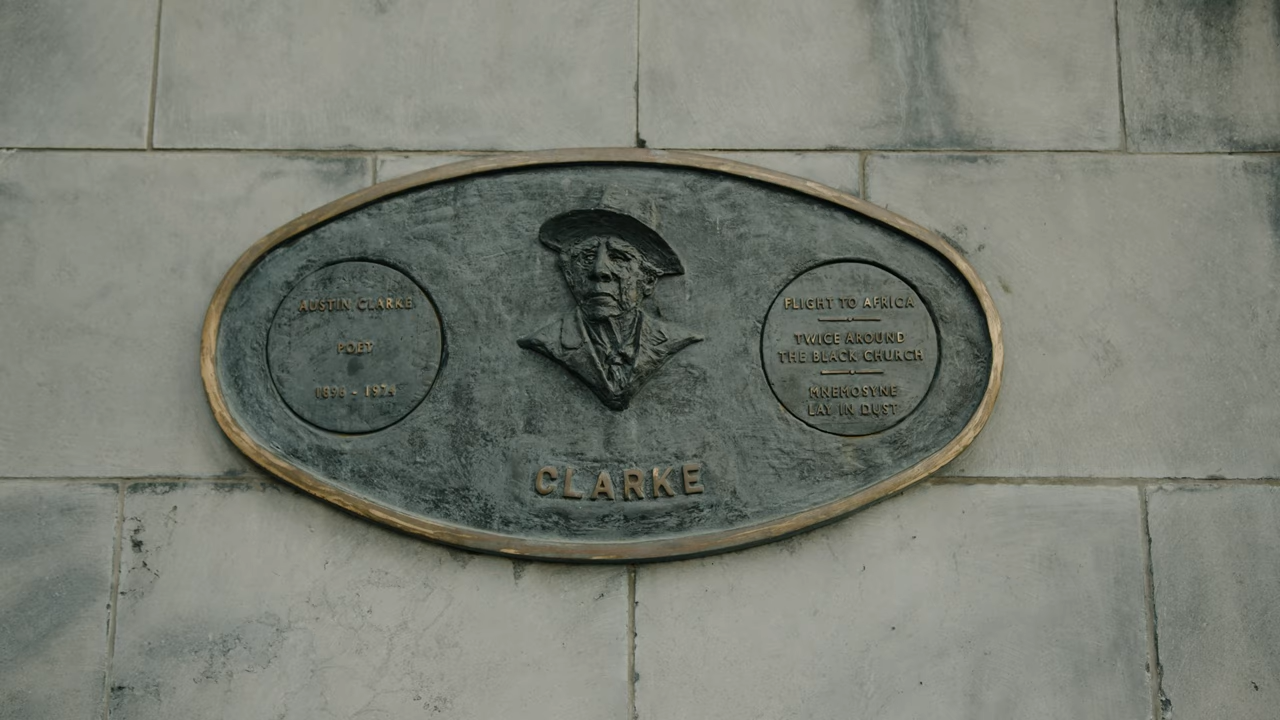 AUSTIN CLARKE
POET
1896 - 1974
FLIGHT TO AFRICA
TWICE AROUND
THE BLACK CHURCH
MNEMOSYNE
LAY IN DUST
CLARKE